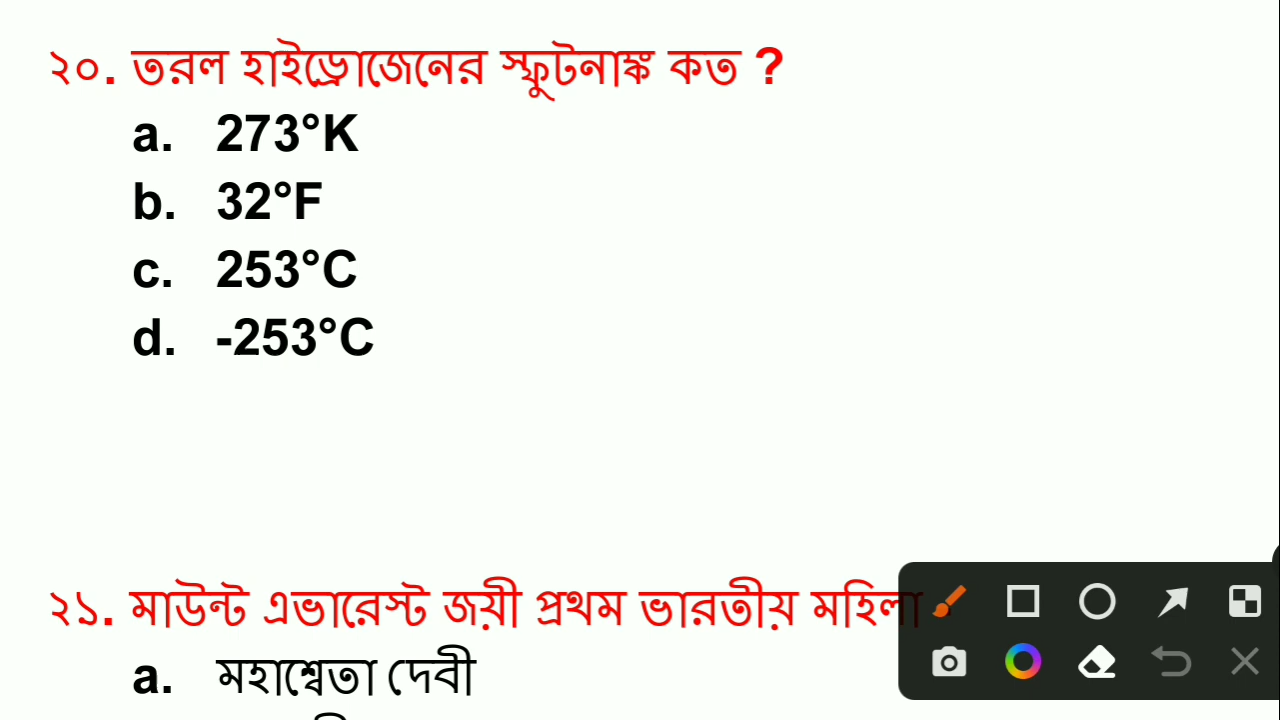 ২০. তরল হাইড্রোজেনের স্ফুটনাঙ্ক কত ?
a. 273°K
b. 32°F
c. 253°C
d. -253°C
২১. মাউন্ট এভারেস্ট জয়ী প্রথম ভারতীয় মহিলা
a. মহাশ্বেতা দেবী